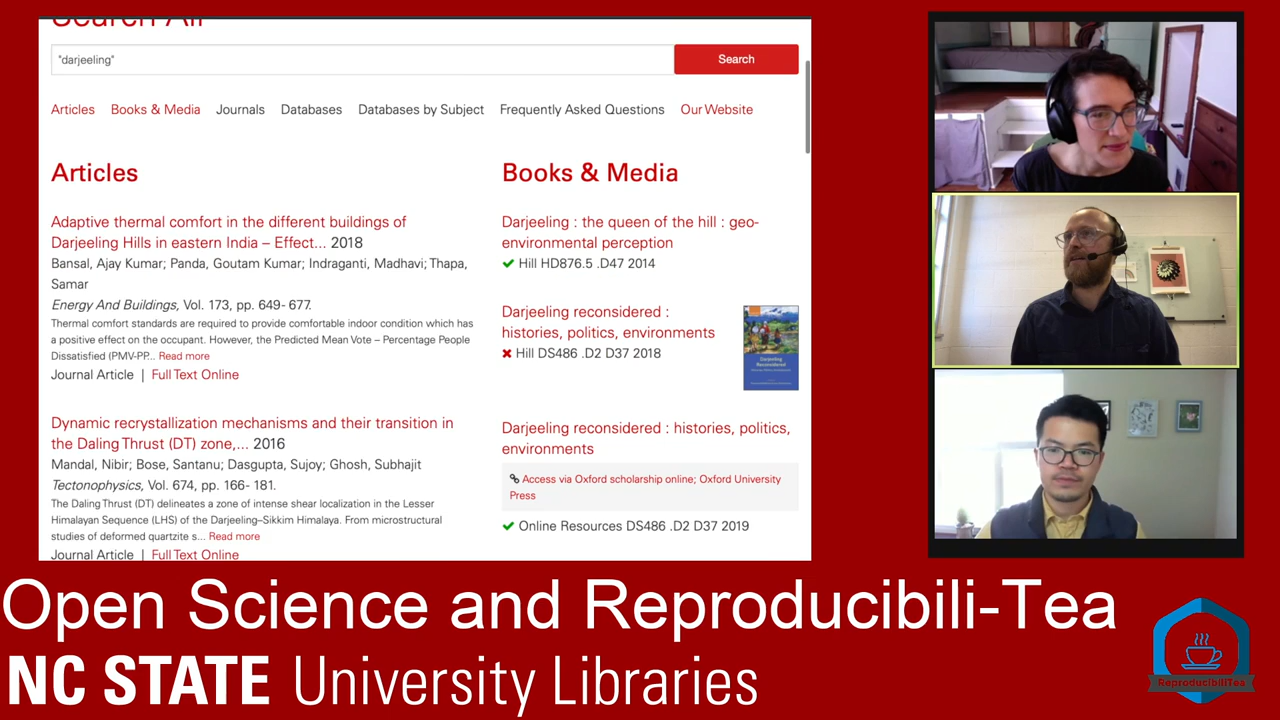 Search All
"darjeeling"
Search
Articles Books & Media Journals Databases Databases by Subject Frequently Asked Questions Our Website
Articles
Adaptive thermal comfort in the different buildings of
Darjeeling Hills in eastern India – Effect... 2018
Bansal, Ajay Kumar; Panda, Goutam Kumar; Indraganti, Madhavi; Thapa,
Samar
Energy And Buildings, Vol. 173, pp. 649- 677.
Thermal comfort standards are required to provide comfortable indoor condition which has
a positive effect on the occupant. However, the Predicted Mean Vote – Percentage People
Dissatisfied (PMV-PP... Read more
Journal Article | Full Text Online
Dynamic recrystallization mechanisms and their transition in
the Daling Thrust (DT) zone,... 2016
Mandal, Nibir; Bose, Santanu; Dasgupta, Sujoy; Ghosh, Subhajit
Tectonophysics, Vol. 674, pp. 166- 181.
The Daling Thrust (DT) delineates a zone of intense shear localization in the Lesser
Himalayan Sequence (LHS) of the Darjeeling–Sikkim Himalaya. From microstructural
studies of deformed quartzite s... Read more
Journal Article | Full Text Online
Books & Media
Darjeeling : the queen of the hill : geo-
environmental perception
Hill HD876.5 .D47 2014
Darjeeling reconsidered :
histories, politics, environments
Hill DS486 .D2 D37 2018
Darjeeling
Reconsidered
Darjeeling reconsidered : histories, politics,
environments
Access via Oxford scholarship online; Oxford University
Press
Online Resources DS486 .D2 D37 2019
Open Science and Reproducibili-Tea
NC STATE University Libraries
ReproducibiliTea